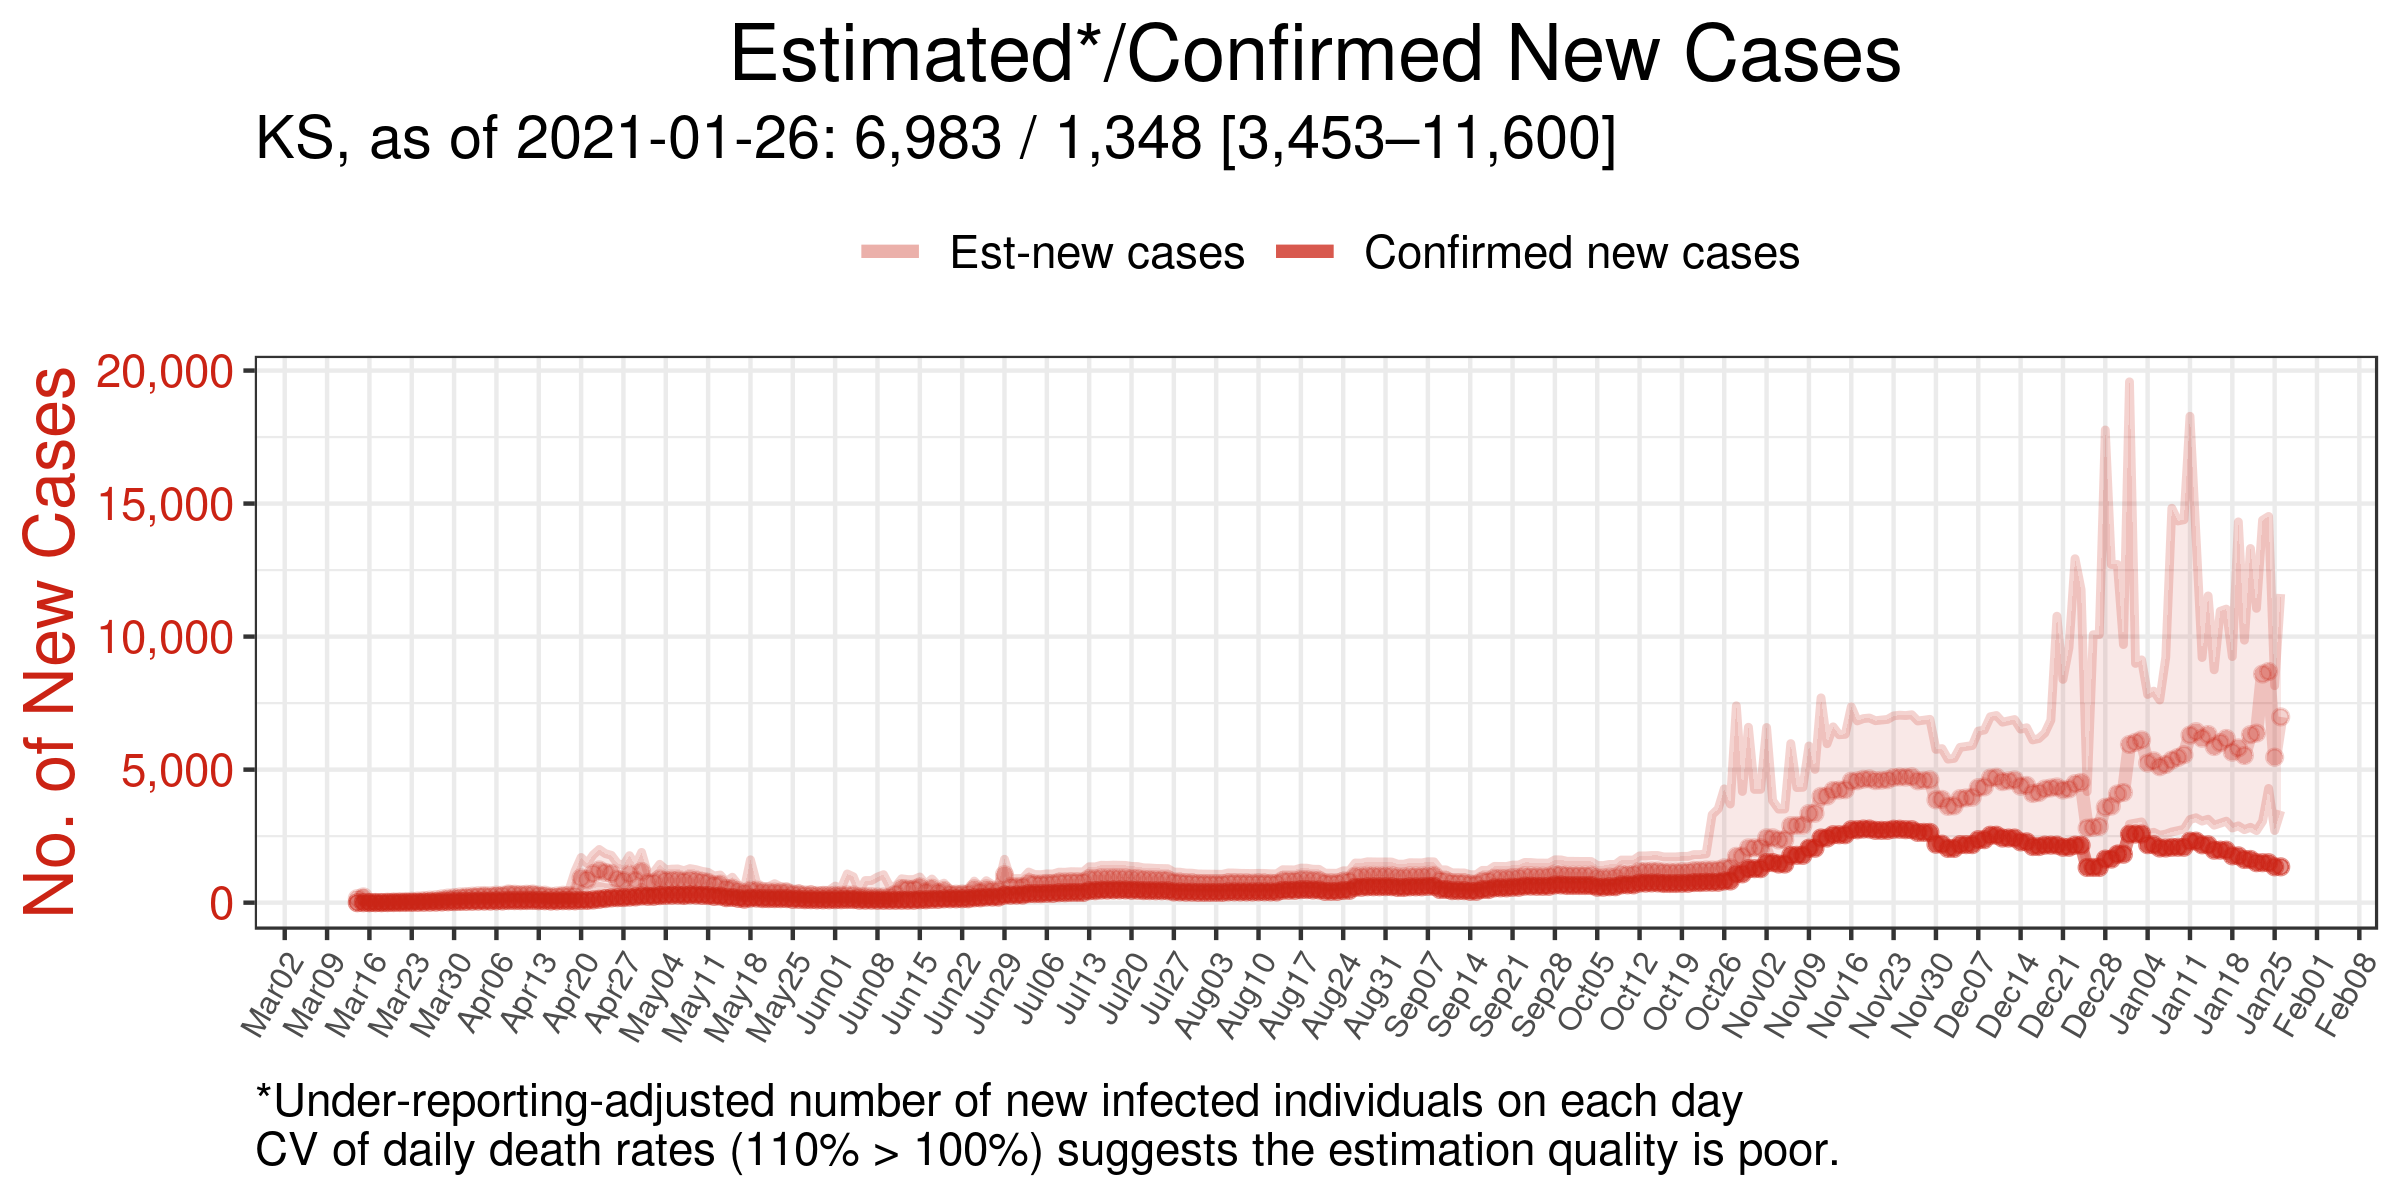 Estimated*/Confirmed New Cases
KS, as of 2021-01-26: 6,983 / 1,348 [3,453–11,600]
Est-new cases Confirmed new cases
No. of New Cases
20,000
15,000
10,000
5,000
0
Mar02 Mar09 Mar16 Mar23 Mar30 Apr06 Apr13 Apr20 Apr27 May04 May11 May18 May25 Jun01 Jun08 Jun15 Jun22 Jun29 Jul06 Jul13 Jul20 Jul27 Aug03 Aug10 Aug17 Aug24 Aug31 Sep07 Sep14 Sep21 Sep28 Oct05 Oct12 Oct19 Oct26 Nov02 Nov09 Nov16 Nov23 Nov30 Dec07 Dec14 Dec21 Dec28 Jan04 Jan11 Jan18 Jan25 Feb01 Feb08
*Under-reporting-adjusted number of new infected individuals on each day
CV of daily death rates (110% > 100%) suggests the estimation quality is poor.